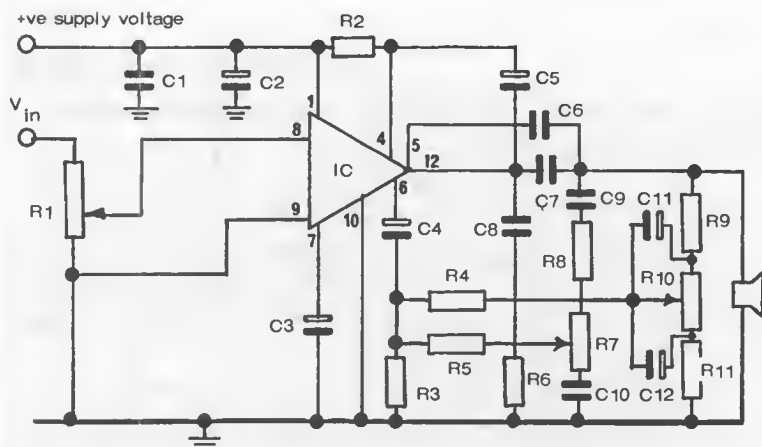 +ve supply voltage
R2
C1
C2
C5
V in
1
4
8
5
C6
IC
12
R1
9
10
6
7
C4
C8
C7
C9
C11
R9
R8
R10
C3
R4
R5
R7
R3
R6
C10
C12
R11